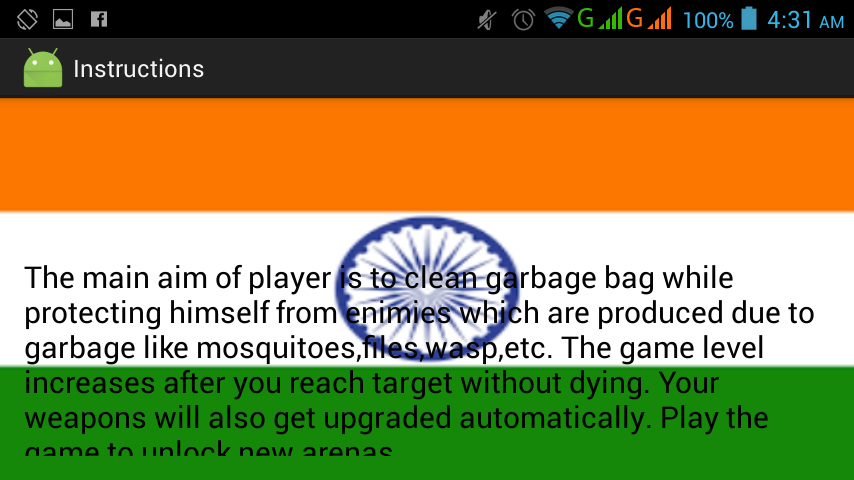 G G 100% 4:31 AM
Instructions
The main aim of player is to clean garbage bag while
protecting himself from enimies which are produced due to
garbage like mosquitoes,files,wasp,etc. The game level
increases after you reach target without dying. Your
weapons will also get upgraded automatically. Play the
game to unlock new arenas